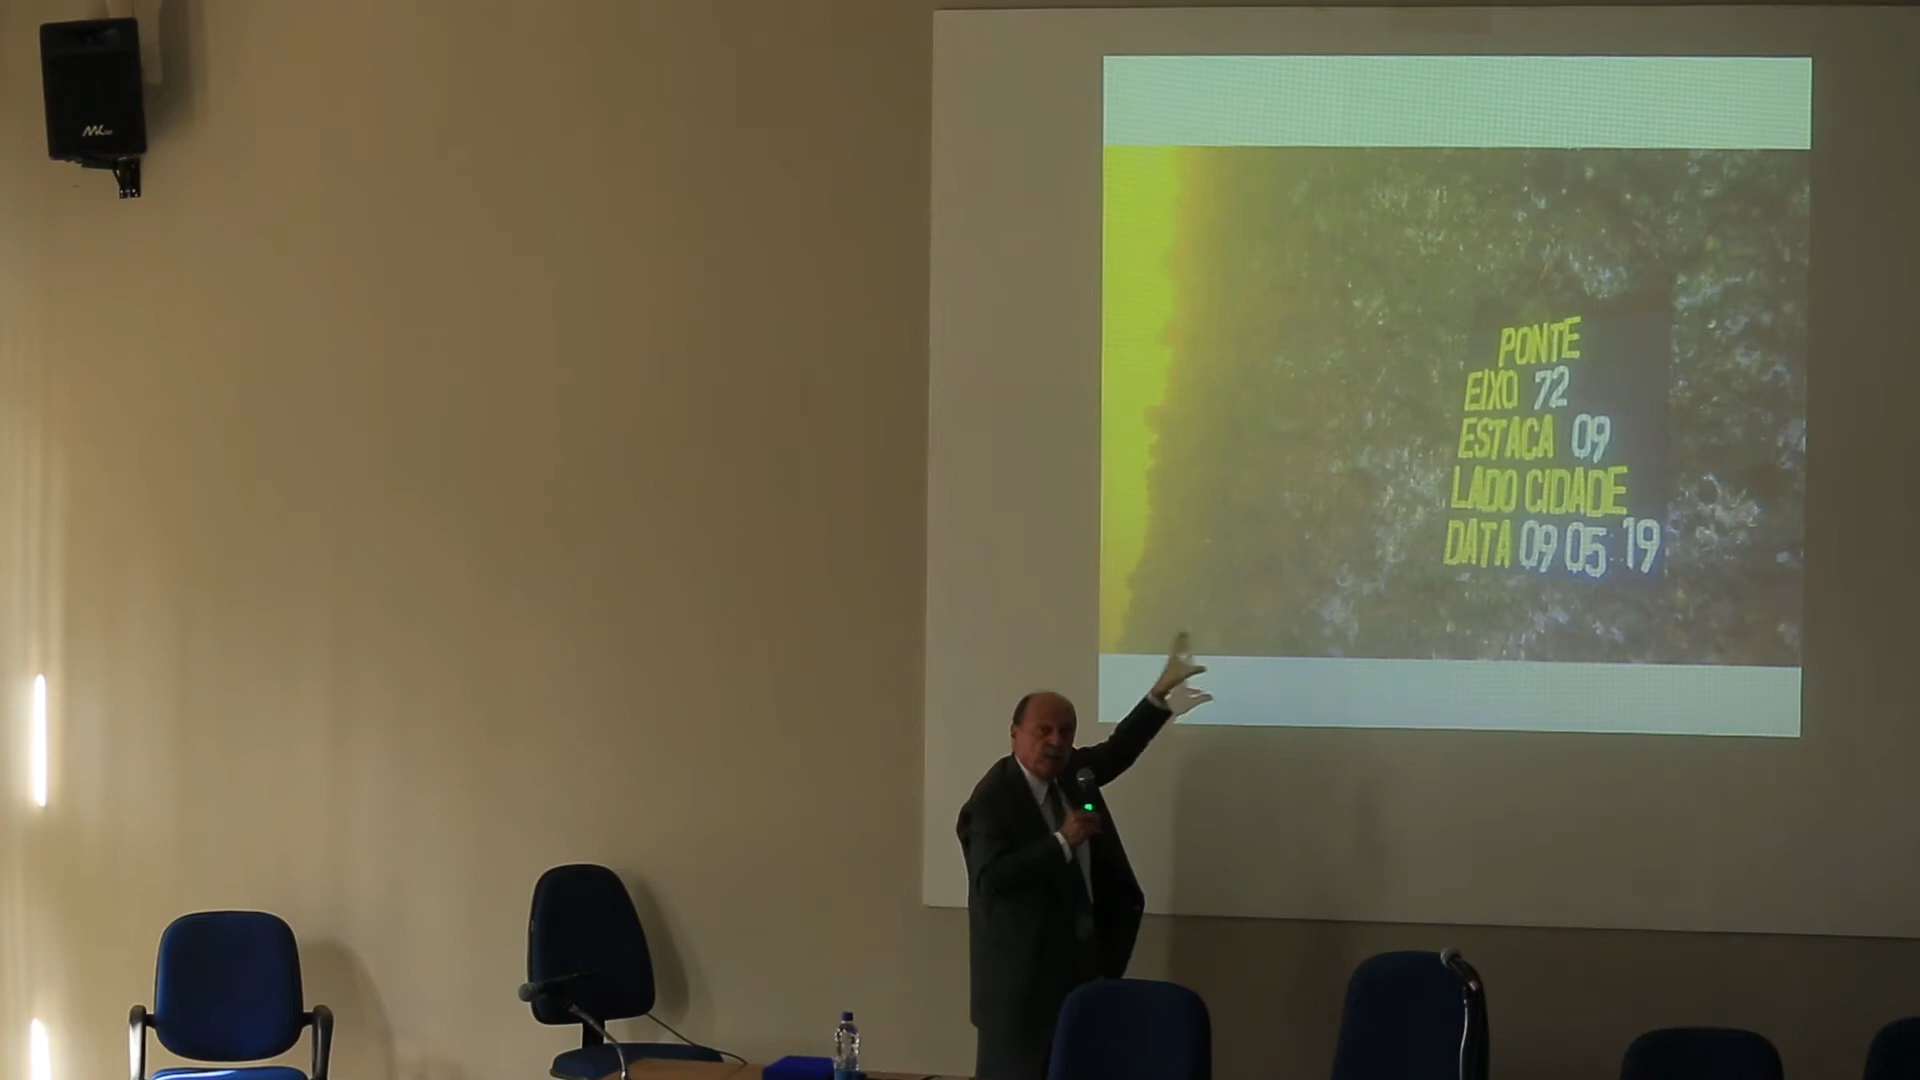 PONTE
EIXO 72
ESTACA 09
LADO CIDADE
DATA 09 05 19